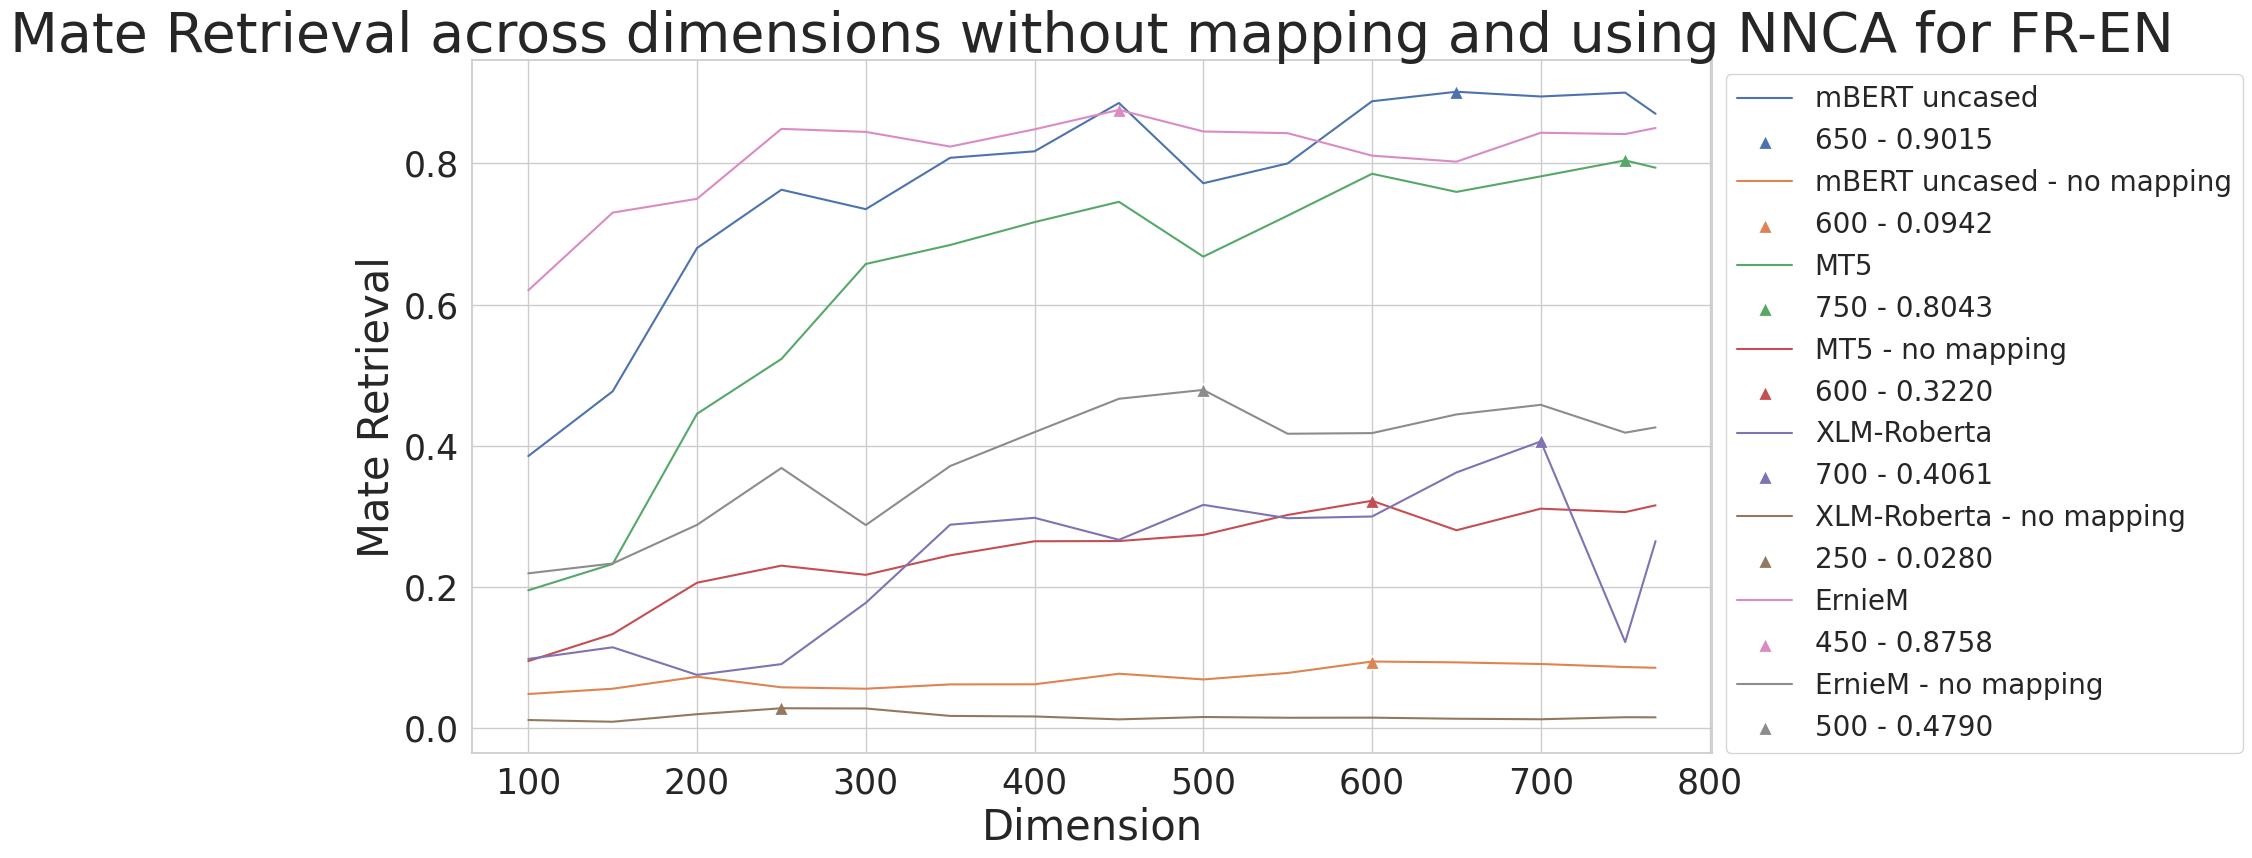 Mate Retrieval across dimensions without mapping and using NNCA for FR-EN
Mate Retrieval
0.8
0.6
0.4
0.2
0.0
100 200 300 400 500 600 700 800
Dimension
mBERT uncased
650 - 0.9015
mBERT uncased - no mapping
600 - 0.0942
MT5
750 - 0.8043
MT5 - no mapping
600 - 0.3220
XLM-Roberta
700 - 0.4061
XLM-Roberta - no mapping
250 - 0.0280
ErnieM
450 - 0.8758
ErnieM - no mapping
500 - 0.4790